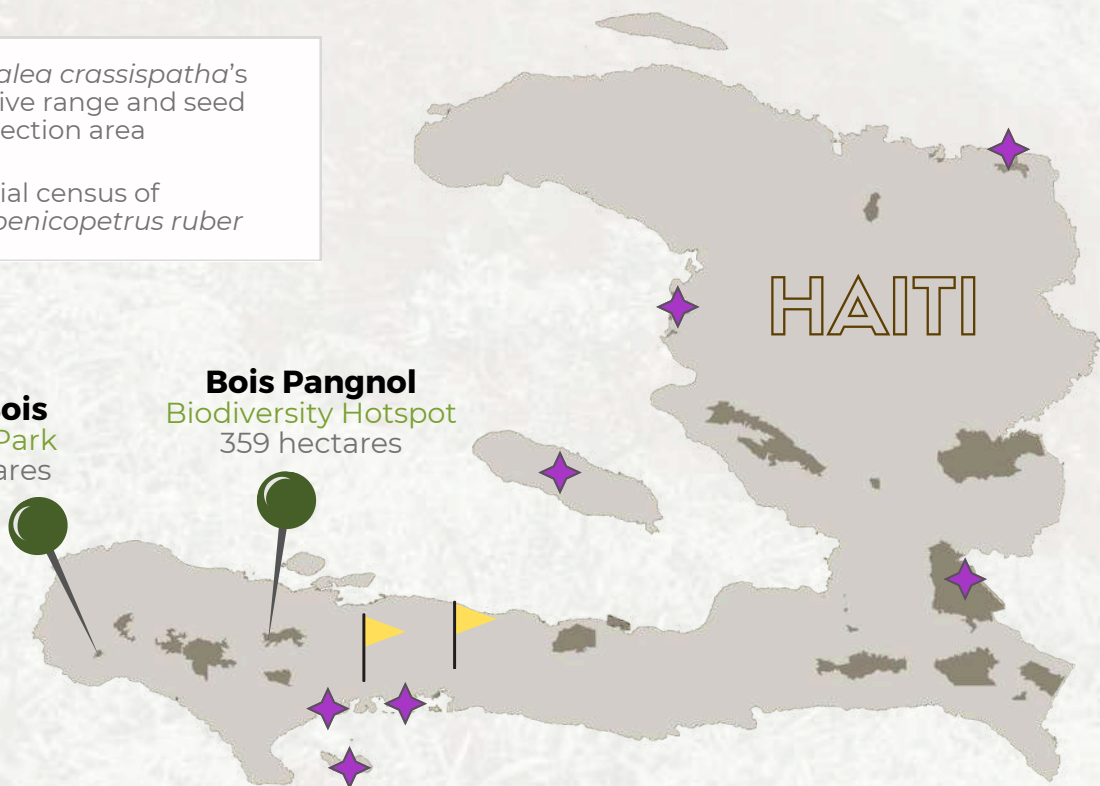 alea crassispatha’s
ive range and seed
ection area
ial census of
oenicopetrus ruber
HAITI
Bois Pangnol
Biodiversity Hotspot
359 hectares
ois
Park
ares